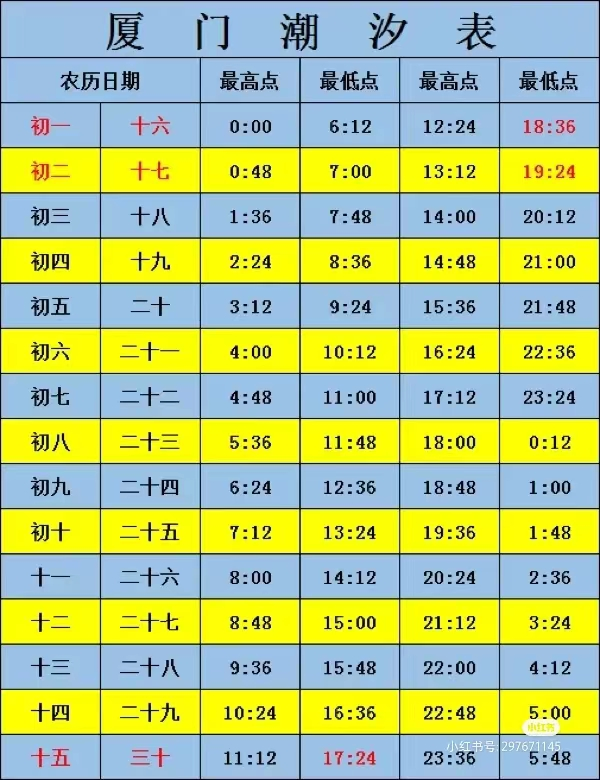 厦门潮汐表
农历日期 最高点 最低点 最高点 最低点
初一 十六 0:00 6:12 12:24 18:36
初二 十七 0:48 7:00 13:12 19:24
初三 十八 1:36 7:48 14:00 20:12
初四 十九 2:24 8:36 14:48 21:00
初五 二十 3:12 9:24 15:36 21:48
初六 二十一 4:00 10:12 16:24 22:36
初七 二十二 4:48 11:00 17:12 23:24
初八 二十三 5:36 11:48 18:00 0:12
初九 二十四 6:24 12:36 18:48 1:00
初十 二十五 7:12 13:24 19:36 1:48
十一 二十六 8:00 14:12 20:24 2:36
十二 二十七 8:48 15:00 21:12 3:24
十三 二十八 9:36 15:48 22:00 4:12
十四 二十九 10:24 16:36 22:48 5:00
小红书
小红书号:297671145
十五 三十 11:12 17:24 23:36 5:48